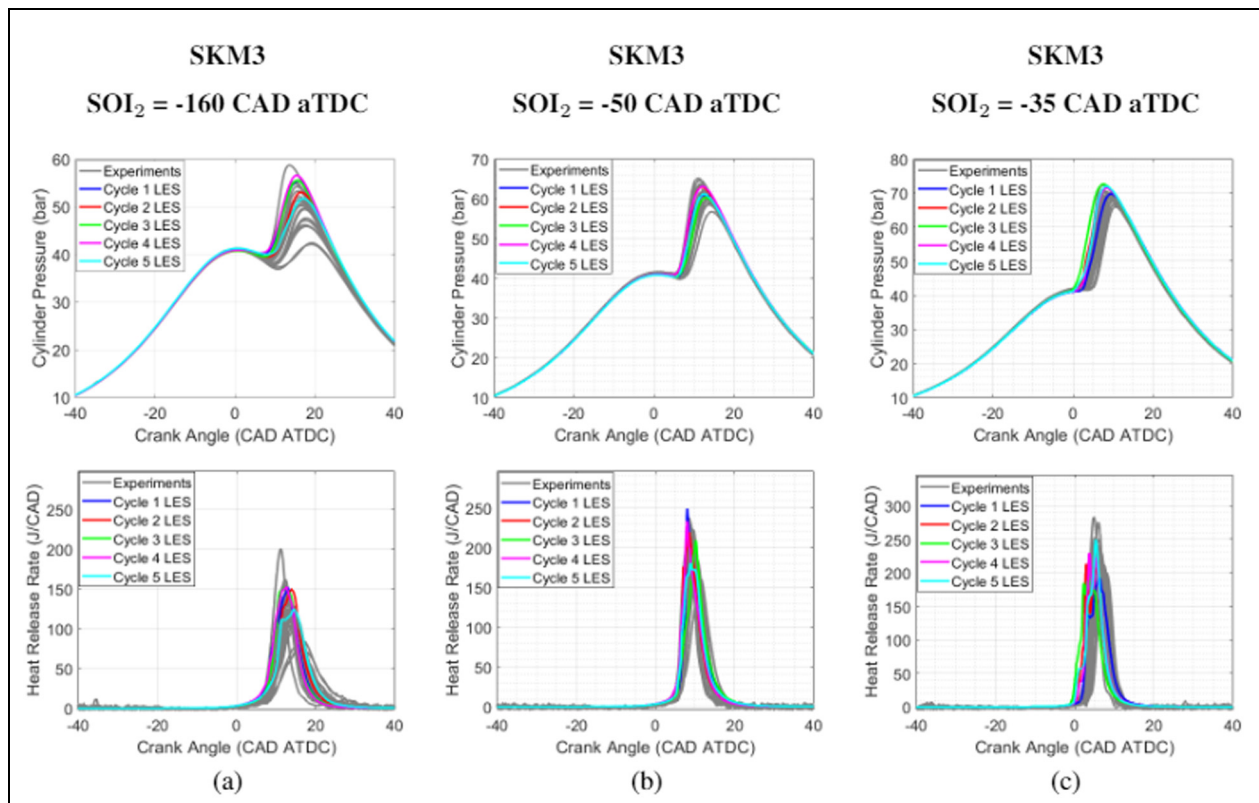 SKM3
SOI₂ = -160 CAD aTDC
60
50
40
30
20
10
Cylinder Pressure (bar)
Experiments
Cycle 1 LES
Cycle 2 LES
Cycle 3 LES
Cycle 4 LES
Cycle 5 LES
-40 -20 0 20 40
Crank Angle (CAD ATDC)
250
200
150
100
50
0
Heat Release Rate (J/CAD)
Experiments
Cycle 1 LES
Cycle 2 LES
Cycle 3 LES
Cycle 4 LES
Cycle 5 LES
-40 -20 0 20 40
Crank Angle (CAD ATDC)
(a)
SKM3
SOI₂ = -50 CAD aTDC
70
60
50
40
30
20
10
Cylinder Pressure (bar)
Experiments
Cycle 1 LES
Cycle 2 LES
Cycle 3 LES
Cycle 4 LES
Cycle 5 LES
-40 -20 0 20 40
Crank Angle (CAD ATDC)
250
200
150
100
50
0
Heat Release Rate (J/CAD)
Experiments
Cycle 1 LES
Cycle 2 LES
Cycle 3 LES
Cycle 4 LES
Cycle 5 LES
-40 -20 0 20 40
Crank Angle (CAD ATDC)
(b)
SKM3
SOI₂ = -35 CAD aTDC
80
70
60
50
40
30
20
10
Cylinder Pressure (bar)
Experiments
Cycle 1 LES
Cycle 2 LES
Cycle 3 LES
Cycle 4 LES
Cycle 5 LES
-40 -20 0 20 40
Crank Angle (CAD ATDC)
300
250
200
150
100
50
0
Heat Release Rate (J/CAD)
Experiments
Cycle 1 LES
Cycle 2 LES
Cycle 3 LES
Cycle 4 LES
Cycle 5 LES
-40 -20 0 20 40
Crank Angle (CAD ATDC)
(c)